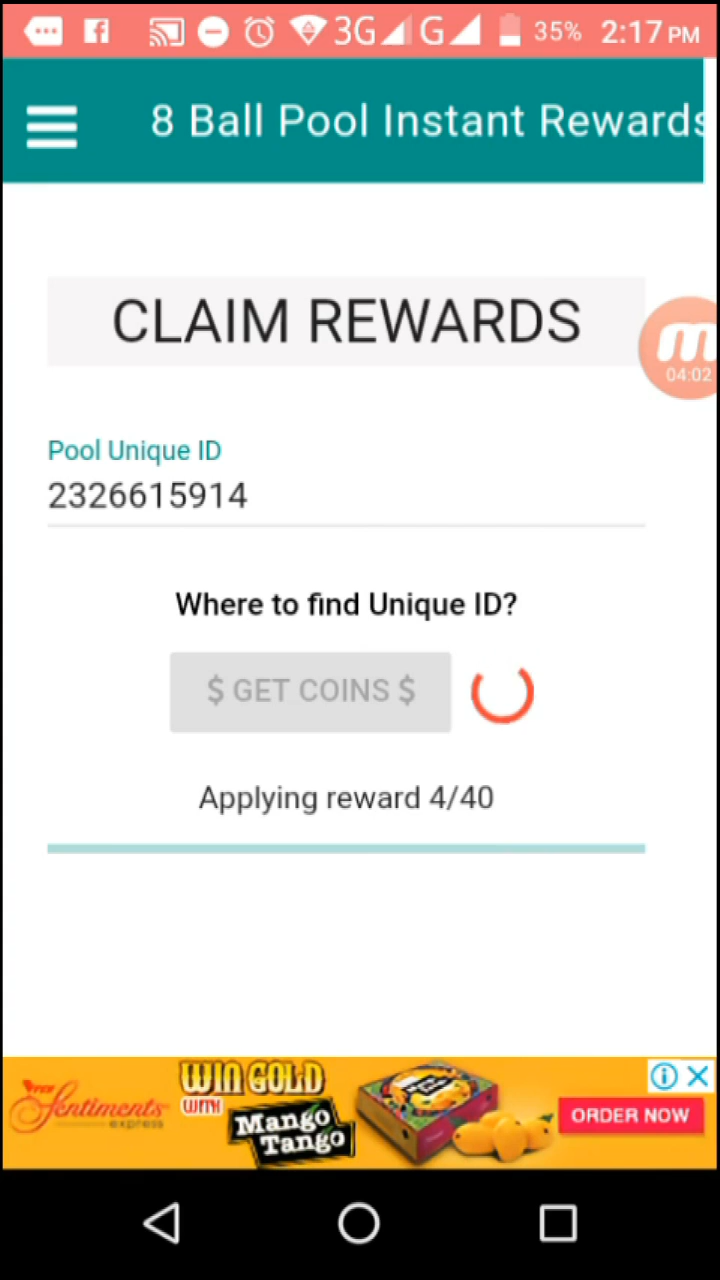 3G G 35% 2:17 PM
8 Ball Pool Instant Rewards
CLAIM REWARDS
04:02
Pool Unique ID
2326615914
Where to find Unique ID?
$ GET COINS $
Applying reward 4/40
Sentiments
express
WIN GOLD
WITH
Mango
Tango
ORDER NOW